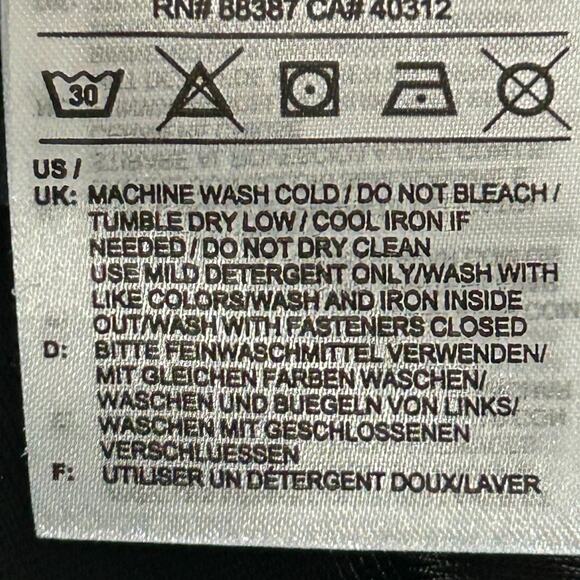 RN# 88387 CA# 40312
30
US /
UK: MACHINE WASH COLD / DO NOT BLEACH /
TUMBLE DRY LOW / COOL IRON IF
NEEDED / DO NOT DRY CLEAN
USE MILD DETERGENT ONLY/WASH WITH
LIKE COLORS/WASH AND IRON INSIDE
OUT/WASH WITH FASTENERS CLOSED
D: BITTE FEINWASCHMITTEL VERWENDEN/
MIT GLEICHEN FARBEN WASCHEN/
WASCHEN UND BUEGELN VON LINKS/
WASCHEN MIT GESCHLOSSENEN
VERSCHLUESSEN
F: UTILISER UN DETERGENT DOUX/LAVER